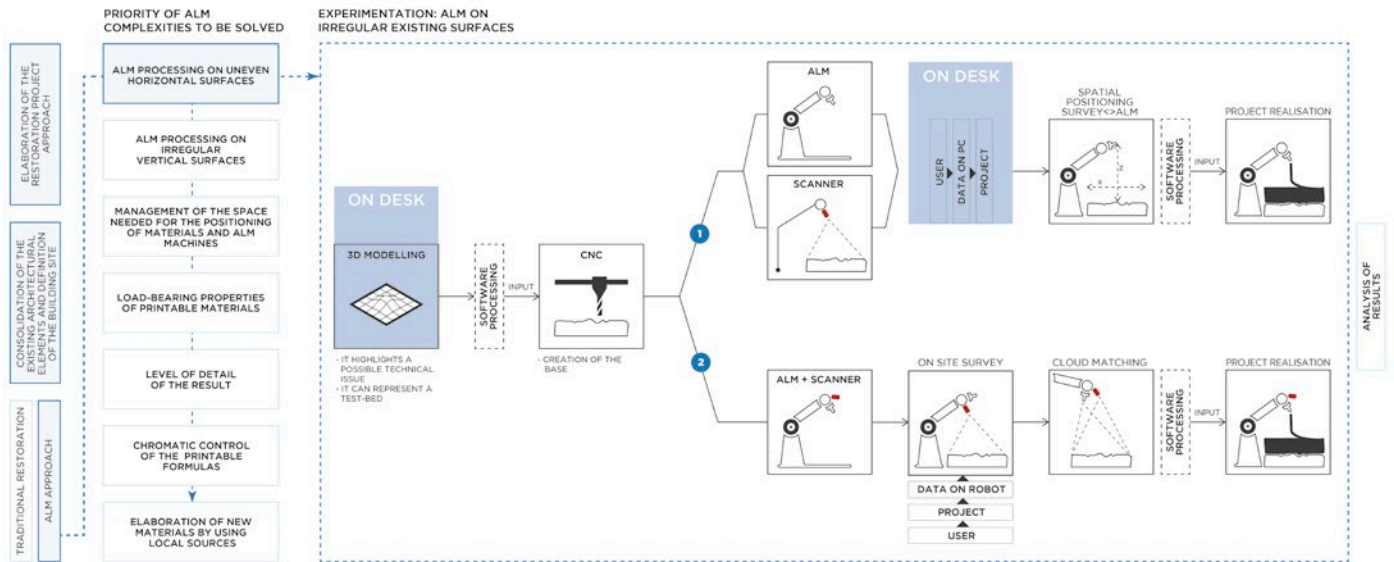 PRIORITY OF ALM
COMPLEXITIES TO BE SOLVED
EXPERIMENTATION: ALM ON
IRREGULAR EXISTING SURFACES
ELABORATION OF THE
RESTORATION PROJECT
APPROACH
CONSOLIDATION OF THE
EXISTING ARCHITECTURAL
ELEMENTS AND DEFINITION
OF THE BUILDING SITE
TRADITIONAL RESTORATION
ALM APPROACH
ALM PROCESSING ON UNEVEN
HORIZONTAL SURFACES
ALM PROCESSING ON
IRREGULAR
VERTICAL SURFACES
MANAGEMENT OF THE SPACE
NEEDED FOR THE POSITIONING
OF MATERIALS AND ALM
MACHINES
LOAD-BEARING PROPERTIES
OF PRINTABLE MATERIALS
LEVEL OF DETAIL
OF THE RESULT
CHROMATIC CONTROL
OF THE PRINTABLE
FORMULAS
ELABORATION OF NEW
MATERIALS BY USING
LOCAL SOURCES
ON DESK
3D MODELLING
- IT HIGHLIGHTS A
POSSIBLE TECHNICAL
ISSUE
- IT CAN REPRESENT A
TEST-BED
SOFTWARE
PROCESSING
INPUT
CNC
- CREATION OF THE
BASE
1
ALM
SCANNER
ON DESK
USER
DATA ON PC
PROJECT
SPATIAL
POSITIONING
SURVEY<>ALM
Z
X
SOFTWARE
PROCESSING
INPUT
PROJECT REALISATION
2
ALM + SCANNER
ON SITE SURVEY
DATA ON ROBOT
PROJECT
USER
CLOUD MATCHING
SOFTWARE
PROCESSING
INPUT
PROJECT REALISATION
ANALYSIS OF
RESULTS